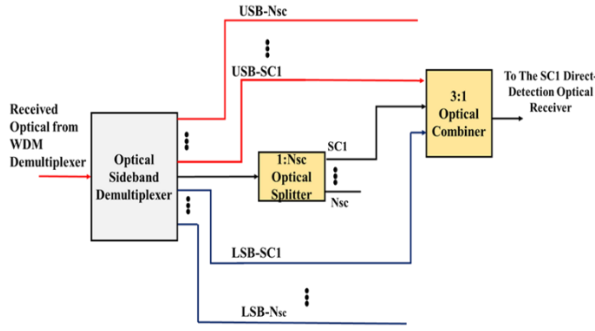 USB-Nsc
USB-SC1
To The SC1 Direct-
Detection Optical
Receiver
3:1
Optical
Combiner
Received
Optical from
WDM
Demultiplexer
Optical
Sideband
Demultiplexer
SC1
1:Nsc
Optical
Splitter
Nsc
LSB-SC1
LSB-Nsc